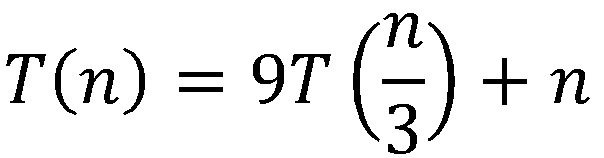 T(n) = 9T(n/3) + n